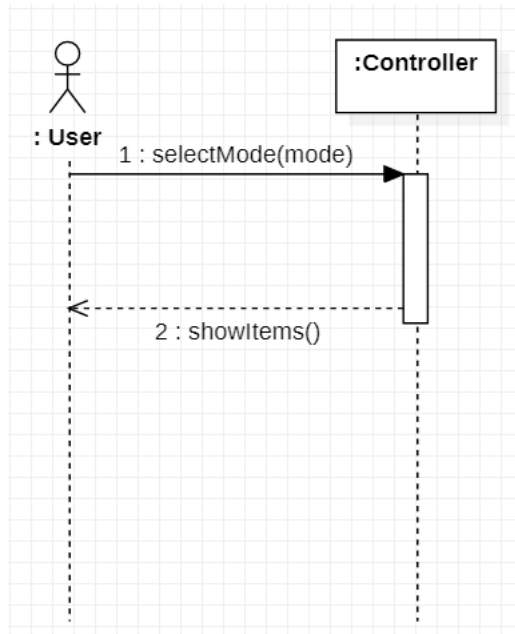 :Controller
: User
1 : selectMode(mode)
2 : showItems()